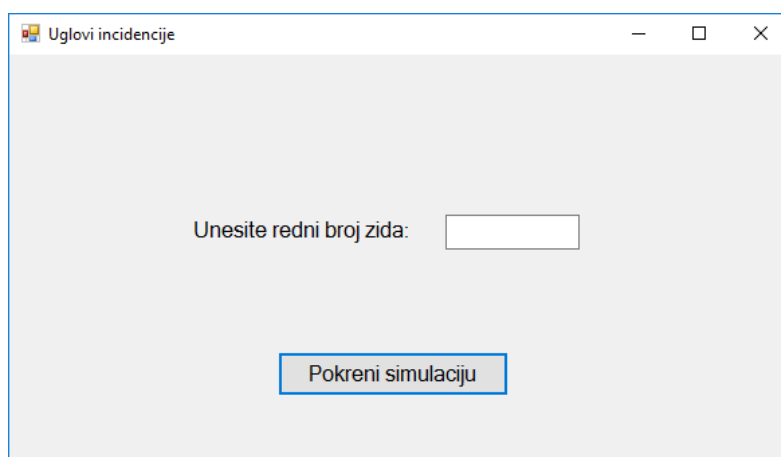 Uglovi incidencije
Unesite redni broj zida:
Pokreni simulaciju